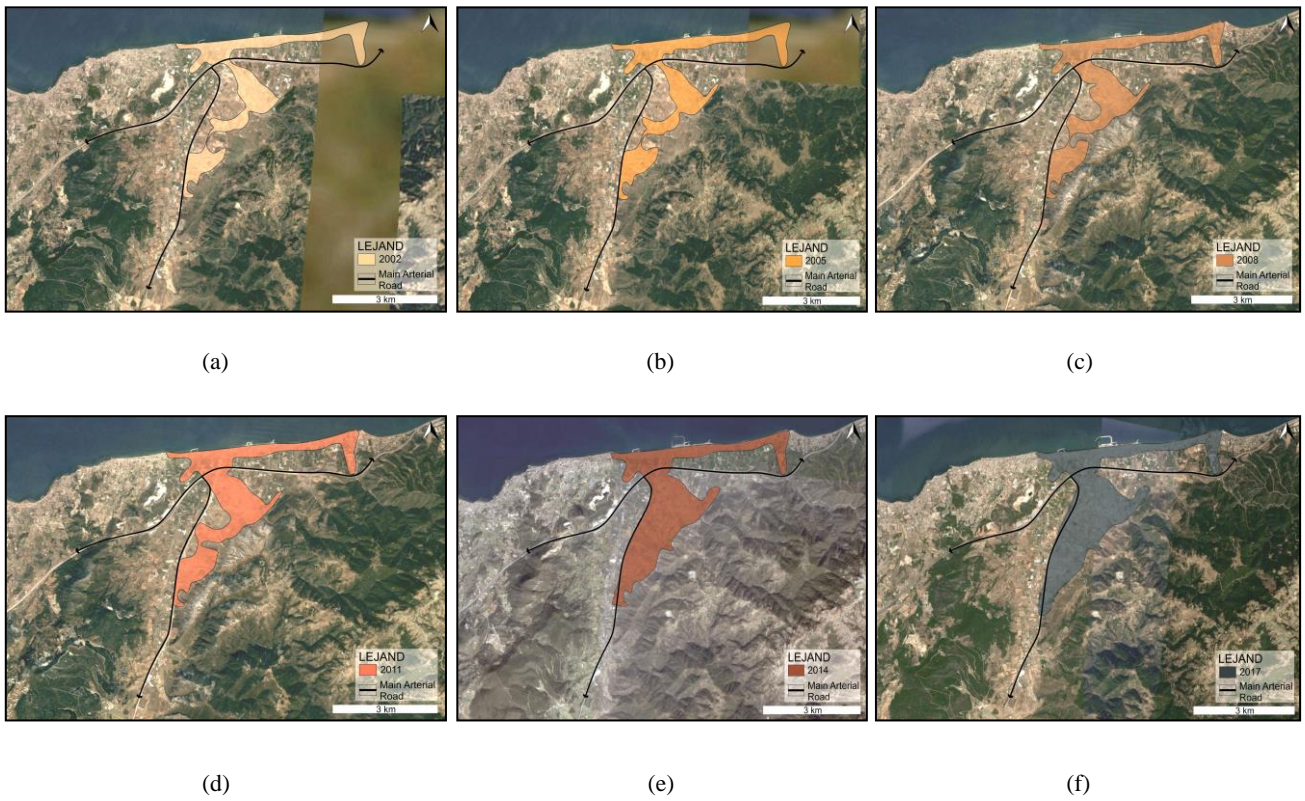 LEJAND
2002
Main Arterial
Road
3 km
LEJAND
2005
Main Arterial
Road
3 km
LEJAND
2008
Main Arterial
Road
3 km
(a)
(b)
(c)
LEJAND
2011
Main Arterial
Road
3 km
LEJAND
2014
Main Arterial
Road
3 km
LEJAND
2017
Main Arterial
Road
3 km
(d)
(e)
(f)